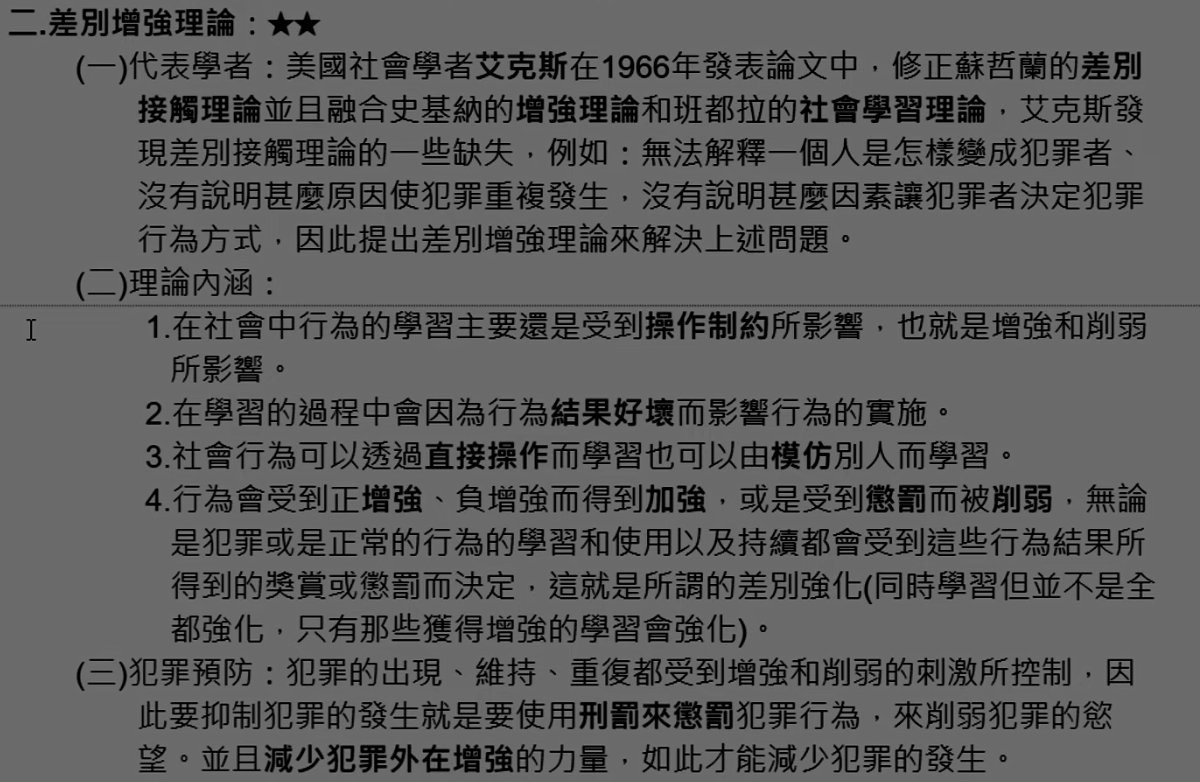 二.差別增強理論：★★
(一)代表學者：美國社會學者艾克斯在1966年發表論文中，修正蘇哲蘭的差別
接觸理論並且融合史基納的增強理論和班都拉的社會學習理論，艾克斯發
現差別接觸理論的一些缺失，例如：無法解釋一個人是怎樣變成犯罪者、
沒有說明甚麼原因使犯罪重複發生，沒有說明甚麼因素讓犯罪者決定犯罪
行為方式，因此提出差別增強理論來解決上述問題。
(二)理論內涵：
1.在社會中行為的學習主要還是受到操作制約所影響，也就是增強和削弱
所影響。
2.在學習的過程中會因為行為結果好壞而影響行為的實施。
3.社會行為可以透過直接操作而學習也可以由模仿別人而學習。
4.行為會受到正增強、負增強而得到加強，或是受到懲罰而被削弱，無論
是犯罪或是正常的行為的學習和使用以及持續都會受到這些行為結果所
得到的獎賞或懲罰而決定，這就是所謂的差別強化(同時學習但並不是全
都強化，只有那些獲得增強的學習會強化)。
(三)犯罪預防：犯罪的出現、維持、重復都受到增強和削弱的刺激所控制，因
此要抑制犯罪的發生就是要使用刑罰來懲罰犯罪行為，來削弱犯罪的慾
望。並且減少犯罪外在增強的力量，如此才能減少犯罪的發生。